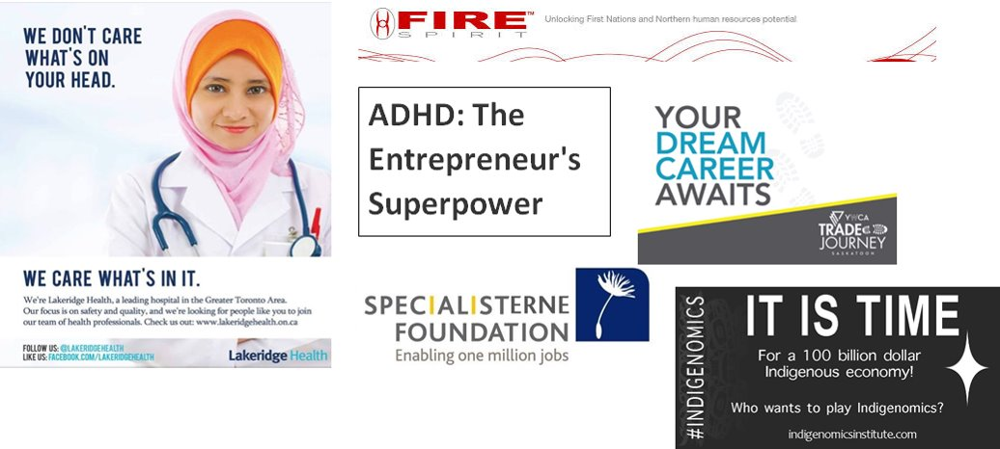 WE DON'T CARE
WHAT'S ON
YOUR HEAD.
WE CARE WHAT'S IN IT.
We're Lakeridge Health, a leading hospital in the Greater Toronto Area.
Our focus is on safety and quality, and we're looking for people like you to join
our team of health professionals. Check us out: www.lakeridgehealth.on.ca
FOLLOW US: @LAKERIDGEHEALTH
LIKE US: FACEBOOK.COM/LAKERIDGEHEALTH
Lakeridge Health
FIRE™
SPIRIT
Unlocking First Nations and Northern human resources potential
ADHD: The
Entrepreneur's
Superpower
YOUR
DREAM
CAREER
AWAITS
YWCA
TRADE
JOURNEY
SASKATOON
SPECIALISTERNE
FOUNDATION
Enabling one million jobs
#INDIGENOMICS
IT IS TIME
For a 100 billion dollar
Indigenous economy!
Who wants to play Indigenomics?
indigenomicsinstitute.com